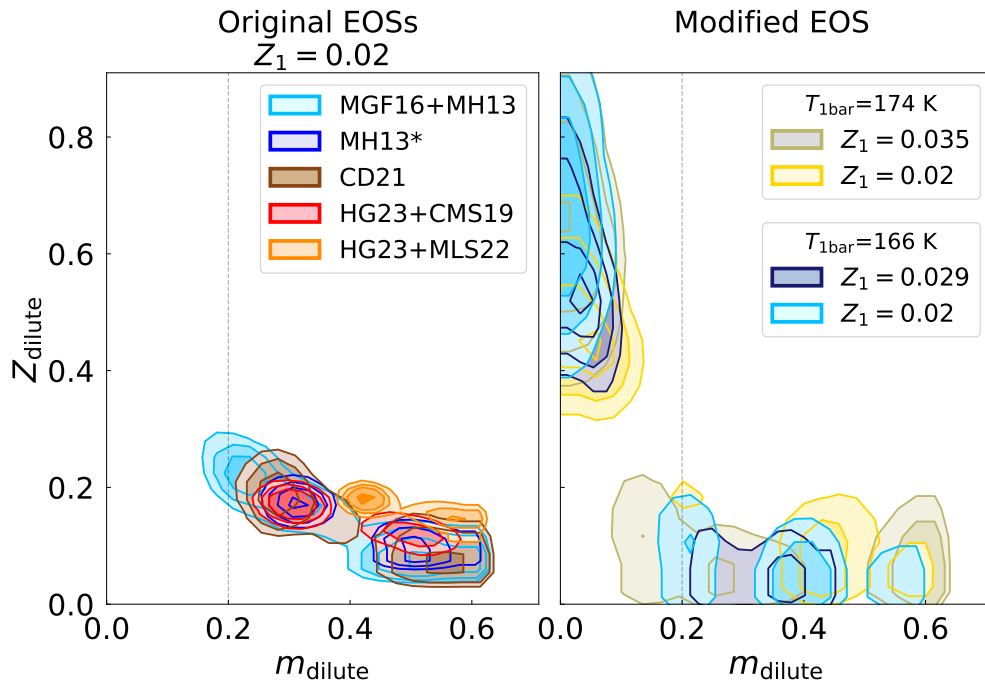 Original EOSs
Z₁ = 0.02
Modified EOS
MGF16+MH13
MH13*
CD21
HG23+CMS19
HG23+MLS22
T₁bar=174 K
Z₁ = 0.035
Z₁ = 0.02
T₁bar=166 K
Z₁ = 0.029
Z₁ = 0.02
Zdilute
0.8
0.6
0.4
0.2
0.0
0.0 0.2 0.4 0.6
0.0 0.2 0.4 0.6
mdilute
mdilute